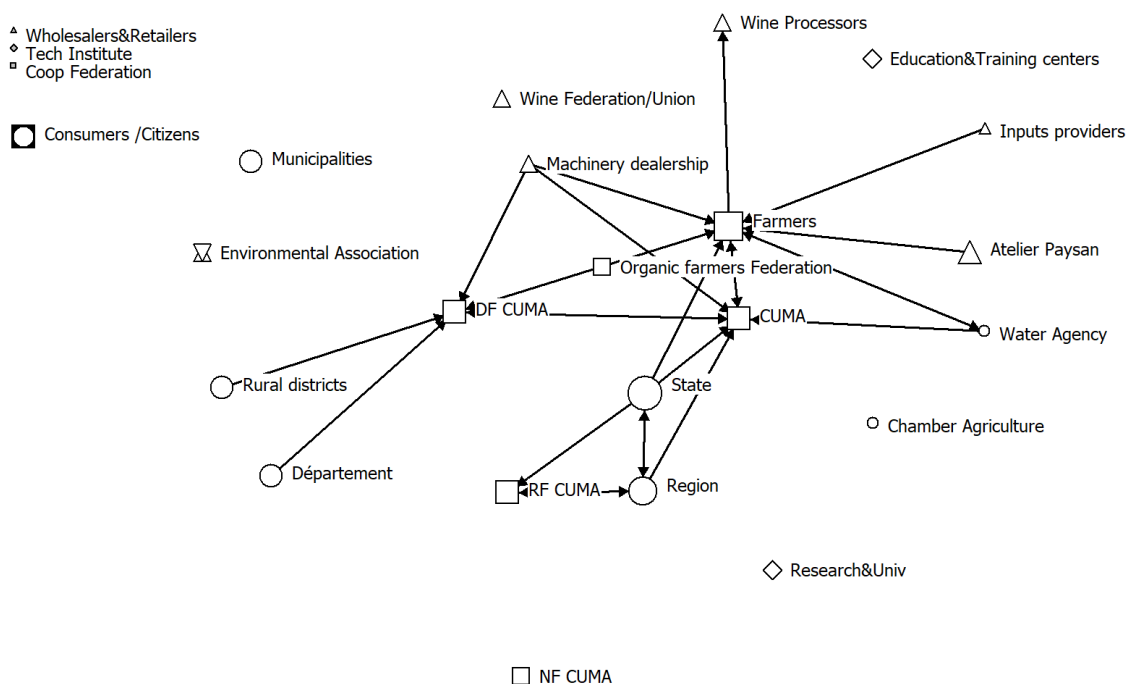 Wine Processors
Wholesalers&Retailers
Tech Institute
Coop Federation
Education&Training centers
Wine Federation/Union
Consumers /Citizens
Inputs providers
Municipalities
Machinery dealership
Farmers
Environmental Association
Atelier Paysan
Organic farmers Federation
DF CUMA
CUMA
Water Agency
Rural districts
State
Chamber Agriculture
Département
RF CUMA
Region
Research&Univ
NF CUMA